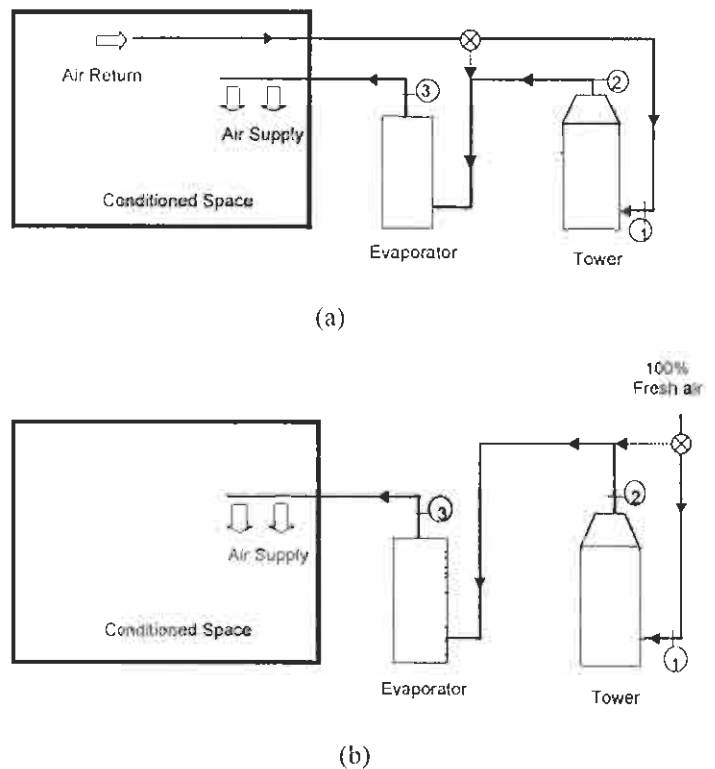 Air Return
Air Supply
Conditioned Space
3
2
1
Evaporator
Tower
(a)
100%
Fresh air
3
2
1
Air Supply
Conditioned Space
Evaporator
Tower
(b)